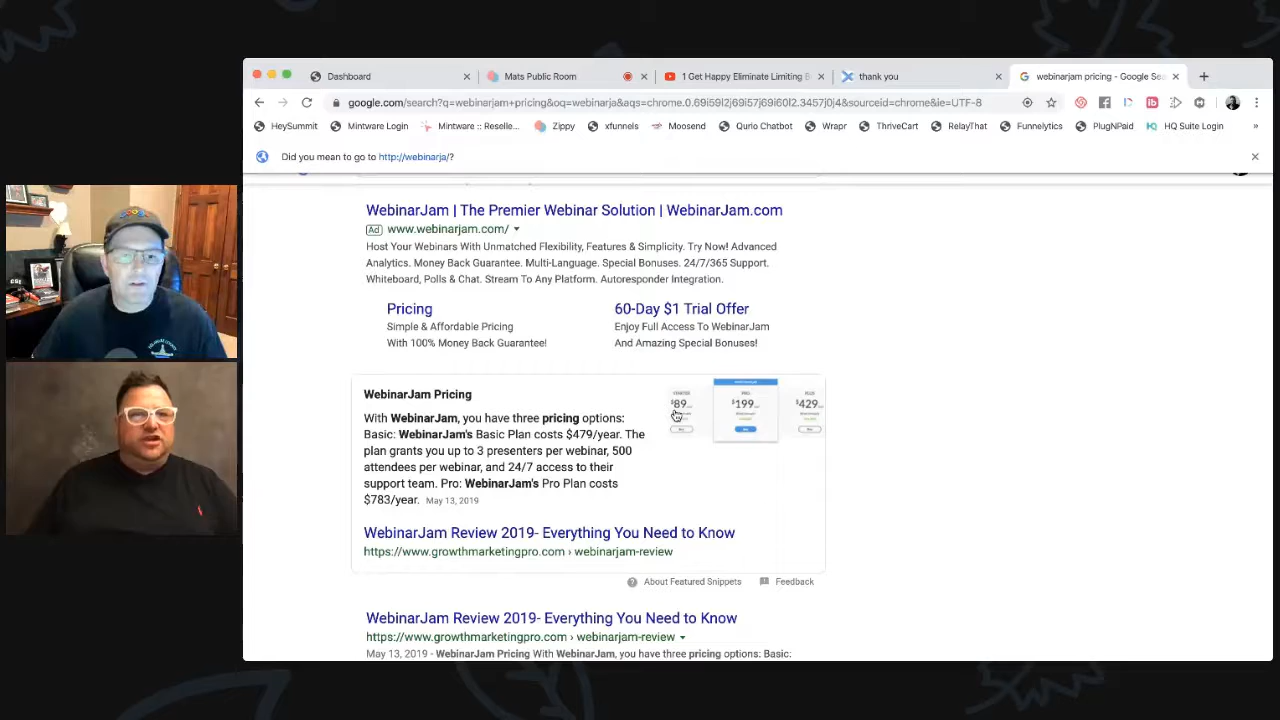 Dashboard
Mats Public Room
1 Get Happy Eliminate Limiting B
thank you
webinarjam pricing - Google Sea
google.com/search?q=webinarjam+pricing&oq=webinarja&aqs=chrome.0.69i59l2j69i57j69i60l2.3457j0j4&sourceid=chrome&ie=UTF-8
HeySummit
Mintware Login
Mintware :: Reselle...
Zippy
xfunnels
Moosend
Qurio Chatbot
Wrapr
ThriveCart
RelayThat
Funnelytics
PlugNPaid
HQ Suite Login
»
Did you mean to go to http://webinarja/?
WebinarJam | The Premier Webinar Solution | WebinarJam.com
Ad www.webinarjam.com/
Host Your Webinars With Unmatched Flexibility, Features & Simplicity. Try Now! Advanced
Analytics. Money Back Guarantee. Multi-Language. Special Bonuses. 24/7/365 Support.
Whiteboard, Polls & Chat. Stream To Any Platform. Autoresponder Integration.
Pricing
Simple & Affordable Pricing
With 100% Money Back Guarantee!
60-Day $1 Trial Offer
Enjoy Full Access To WebinarJam
And Amazing Special Bonuses!
WebinarJam Pricing
With WebinarJam, you have three pricing options:
Basic: WebinarJam's Basic Plan costs $479/year. The
plan grants you up to 3 presenters per webinar, 500
attendees per webinar, and 24/7 access to their
support team. Pro: WebinarJam's Pro Plan costs
$783/year. May 13, 2019
$89
$199
$429
WebinarJam Review 2019- Everything You Need to Know
https://www.growthmarketingpro.com › webinarjam-review
About Featured Snippets
Feedback
WebinarJam Review 2019- Everything You Need to Know
https://www.growthmarketingpro.com › webinarjam-review
May 13, 2019 - WebinarJam Pricing With WebinarJam, you have three pricing options: Basic: